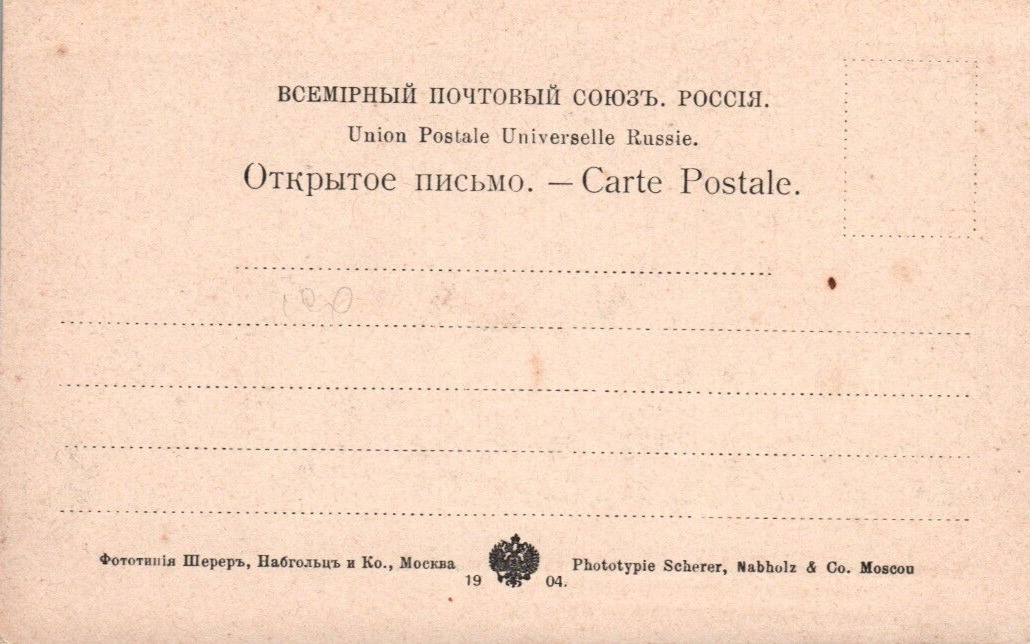 ВСЕМІРНЫЙ ПОЧТОВЫЙ СОЮЗЪ. РОССІЯ.
Union Postale Universelle Russie.
Открытое письмо. — Carte Postale.
Фототипія Шереръ, Набгольцъ и Ко., Москва
Phototypie Scherer, Nabholz & Co. Moscou
19 04.